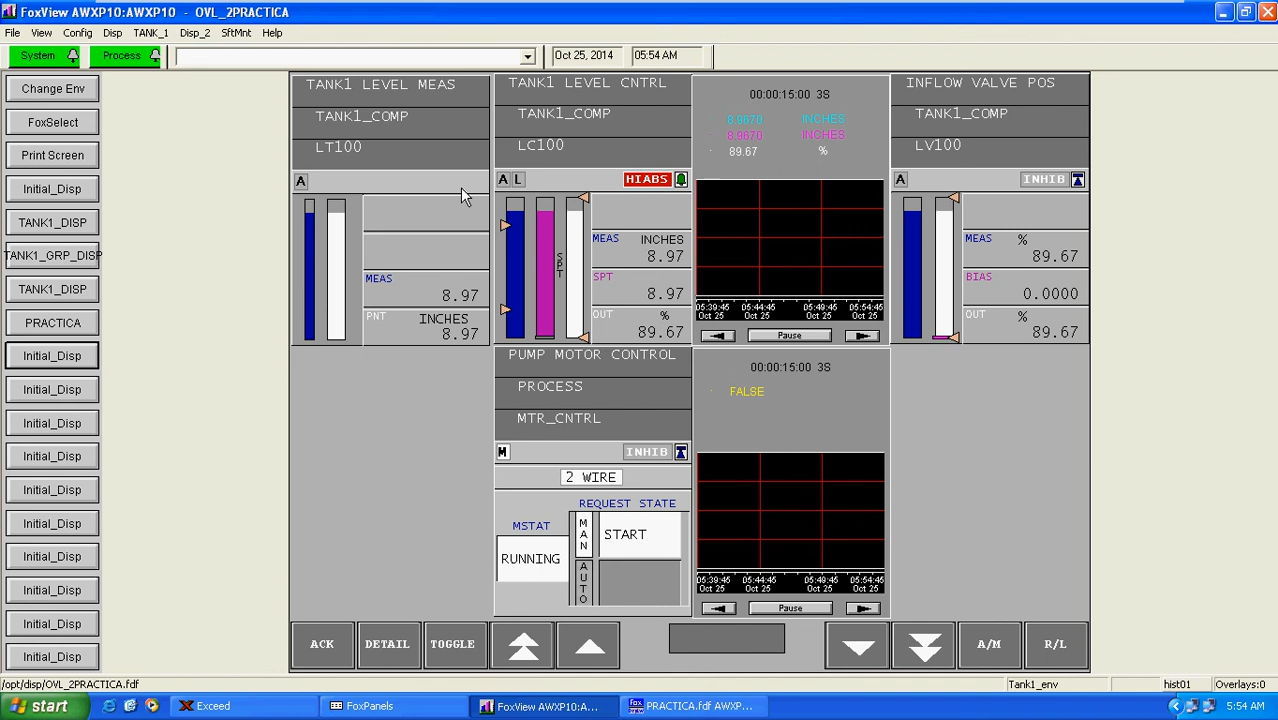 FoxView AWXP10:AWXP10 - OVL_2PRACTICA
File View Config Disp TANK_1 Disp_2 SftMnt Help
System Process Oct 25, 2014 05:54 AM
Change Env
FoxSelect
Print Screen
Initial_Disp
TANK1_DISP
TANK1_GRP_DISP
TANK1_DISP
PRACTICA
Initial_Disp
Initial_Disp
Initial_Disp
Initial_Disp
Initial_Disp
Initial_Disp
Initial_Disp
Initial_Disp
Initial_Disp
Initial_Disp
TANK1 LEVEL MEAS
TANK1_COMP
LT100
A
MEAS
8.97
PNT INCHES
8.97
TANK1 LEVEL CNTRL
TANK1_COMP
LC100
A L HIABS
SPT
MEAS INCHES
8.97
SPT
8.97
OUT %
89.67
00:00:15:00 3S
8.9670 INCHES
8.9670 INCHES
89.67 %
05:39:45 05:44:45 05:49:45 05:54:45
Oct 25 Oct 25 Oct 25 Oct 25
Pause
INFLOW VALVE POS
TANK1_COMP
LV100
A INHIB
MEAS %
89.67
BIAS
0.0000
OUT %
89.67
PUMP MOTOR CONTROL
PROCESS
MTR_CNTRL
M INHIB
2 WIRE
REQUEST STATE
MSTAT
RUNNING
MAN
START
AUTO
00:00:15:00 3S
FALSE
05:39:45 05:44:45 05:49:45 05:54:45
Oct 25 Oct 25 Oct 25 Oct 25
Pause
ACK DETAIL TOGGLE A/M R/L
/opt/disp/OVL_2PRACTICA.fdf Tank1_env hist01 Overlays:0
start Exceed FoxPanels FoxView AWXP10:A... PRACTICA.fdf AWXP... 5:54 AM